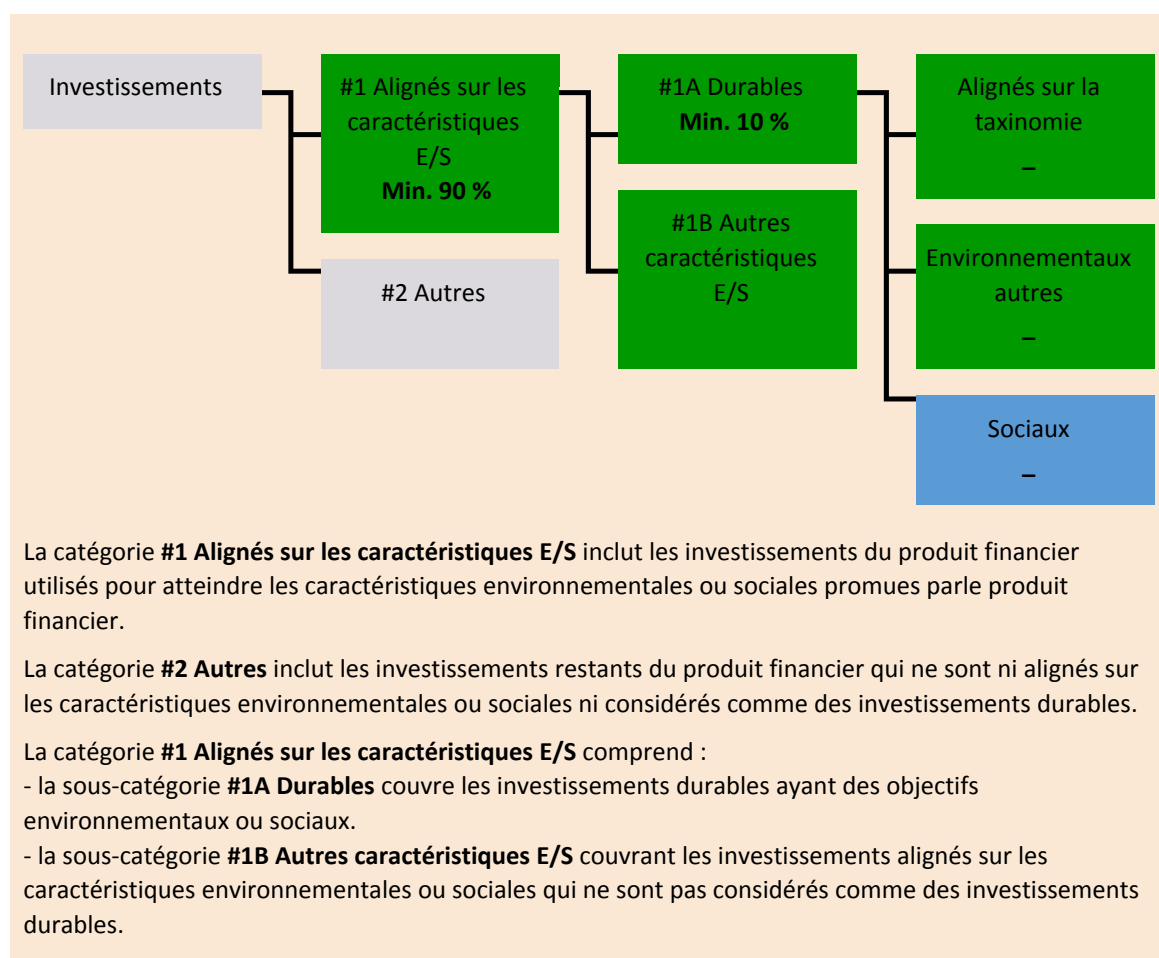 Investissements
#1 Alignés sur les
caractéristiques
E/S
Min. 90 %
#2 Autres
#1A Durables
Min. 10 %
#1B Autres
caractéristiques
E/S
Alignés sur la
taxinomie
–
Environnementaux
autres
–
Sociaux
–
La catégorie #1 Alignés sur les caractéristiques E/S inclut les investissements du produit financier
utilisés pour atteindre les caractéristiques environnementales ou sociales promues parle produit
financier.
La catégorie #2 Autres inclut les investissements restants du produit financier qui ne sont ni alignés sur
les caractéristiques environnementales ou sociales ni considérés comme des investissements durables.
La catégorie #1 Alignés sur les caractéristiques E/S comprend :
- la sous-catégorie #1A Durables couvre les investissements durables ayant des objectifs
environnementaux ou sociaux.
- la sous-catégorie #1B Autres caractéristiques E/S couvrant les investissements alignés sur les
caractéristiques environnementales ou sociales qui ne sont pas considérés comme des investissements
durables.